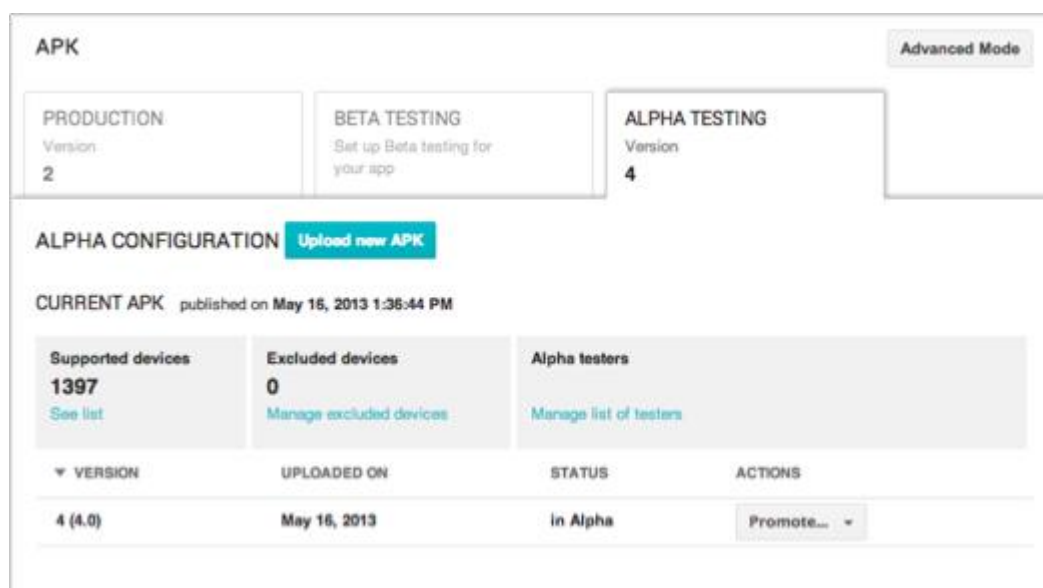 APK
Advanced Mode
PRODUCTION
Version
2
BETA TESTING
Set up Beta testing for
your app
ALPHA TESTING
Version
4
ALPHA CONFIGURATION Upload new APK
CURRENT APK published on May 16, 2013 1:36:44 PM
Supported devices
1397
See list
Excluded devices
0
Manage excluded devices
Alpha testers
Manage list of testers
VERSION UPLOADED ON STATUS ACTIONS
4 (4.0) May 16, 2013 in Alpha Promote...